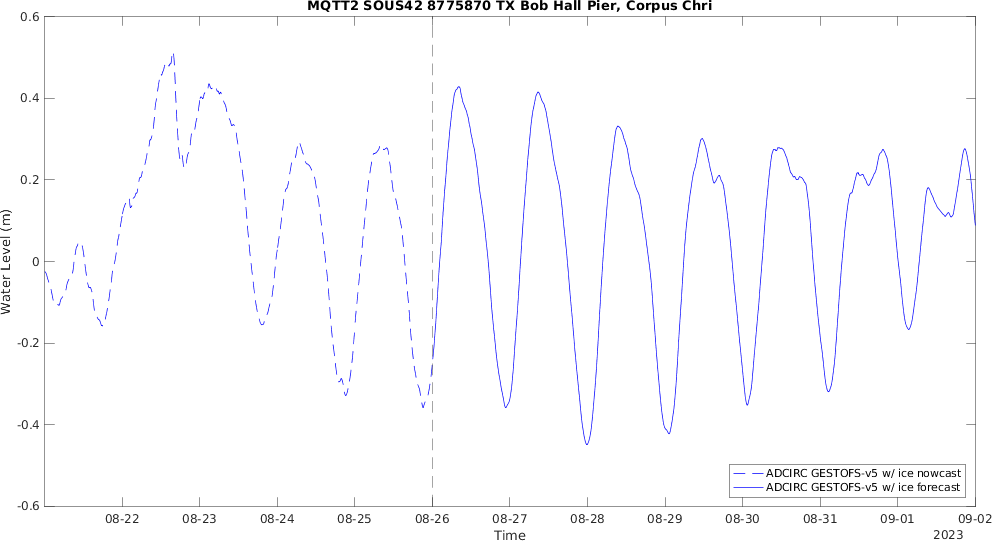 MQTT2 SOUS42 8775870 TX Bob Hall Pier, Corpus Chri
0.6
0.4
0.2
0
-0.2
-0.4
-0.6
Water Level (m)
ADCIRC GESTOFS-v5 w/ ice nowcast
ADCIRC GESTOFS-v5 w/ ice forecast
08-22 08-23 08-24 08-25 08-26 08-27 08-28 08-29 08-30 08-31 09-01 09-02
Time
2023